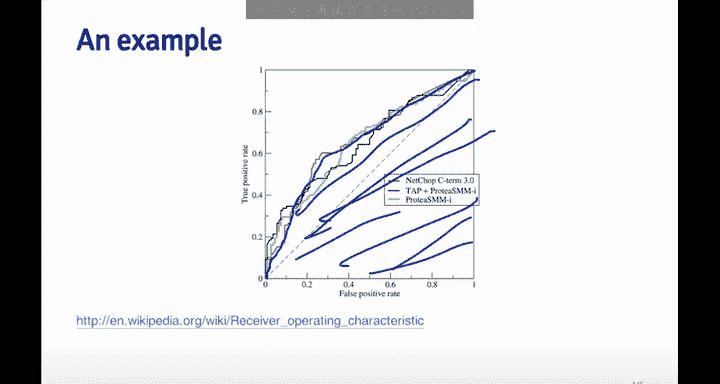 An example
1
0.8
0.6
0.4
0.2
0
0
0.2
0.4
0.6
0.8
1
True positive rate
False positive rate
NetChop C-term 3.0
TAP + ProteaSMM-i
ProteaSMM-i
http://en.wikipedia.org/wiki/Receiver_operating_characteristic